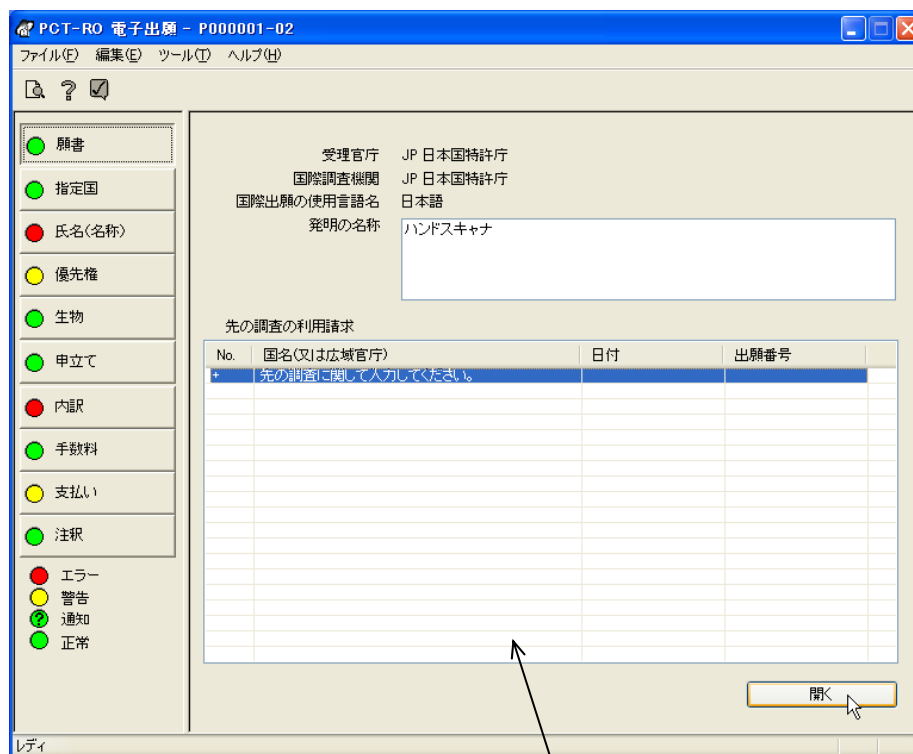 PCT-RO 電子出願 - P000001-02
ファイル(F) 編集(E) ツール(T) ヘルプ(H)
願書
指定国
氏名(名称)
優先権
生物
申立て
内訳
手数料
支払い
注釈
エラー
警告
通知
正常
受理官庁 JP 日本国特許庁
国際調査機関 JP 日本国特許庁
国際出願の使用言語名 日本語
発明の名称 ハンドスキャナ
先の調査の利用請求
No. 国名(又は広域官庁) 日付 出願番号
+ 先の調査に関して入力してください。
開く
レディ